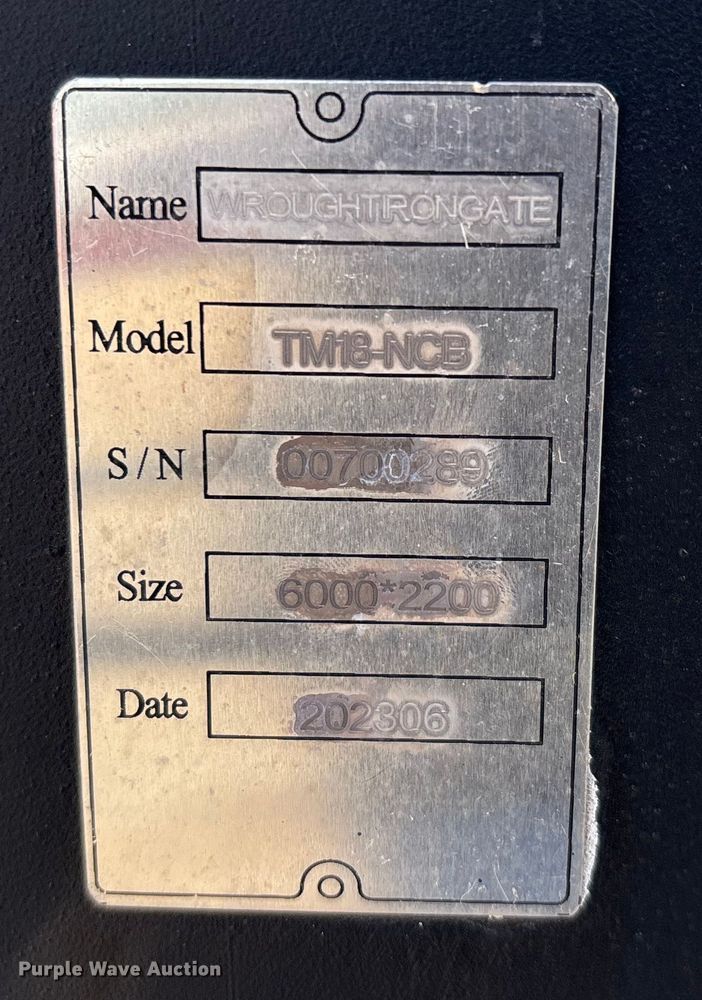 Name WROUGHTIRONGATE
Model TM18-NCB
S/N 00700289
Size 6000*2200
Date 202306
Purple Wave Auction